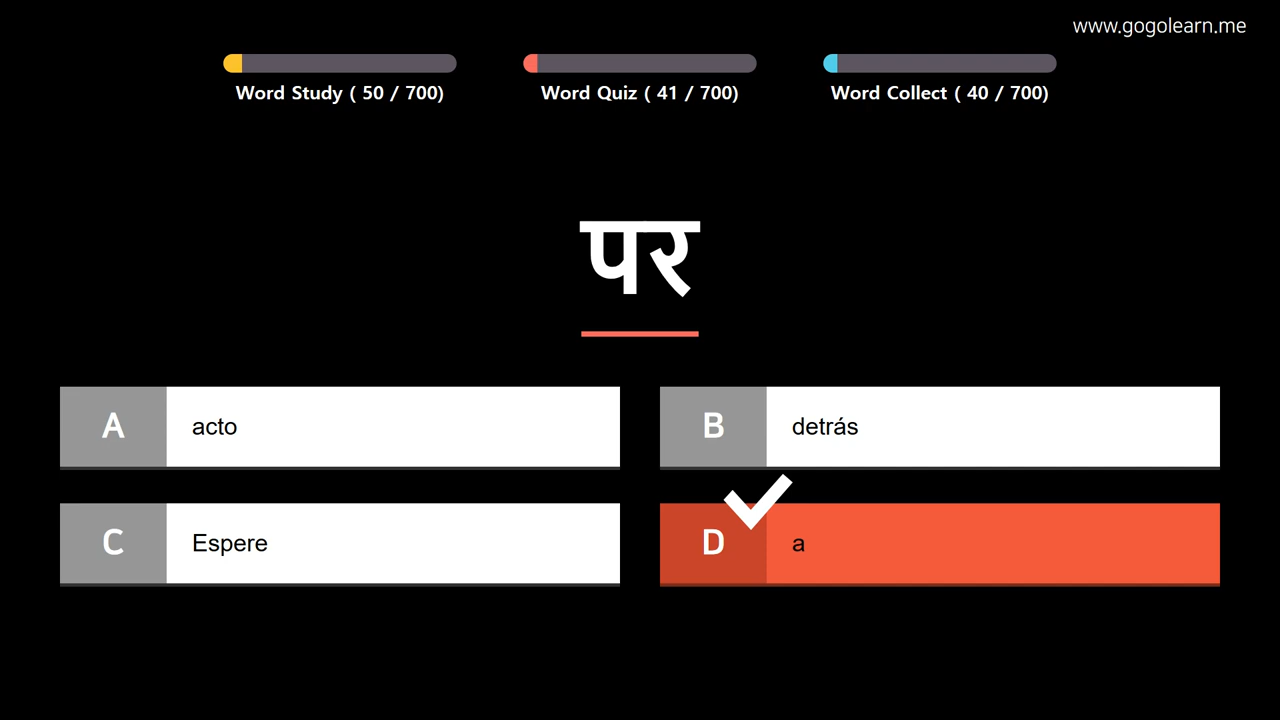 www.gogolearn.me
Word Study ( 50 / 700)
Word Quiz ( 41 / 700)
Word Collect ( 40 / 700)
पर
A acto
B detrás
C Espere
D a